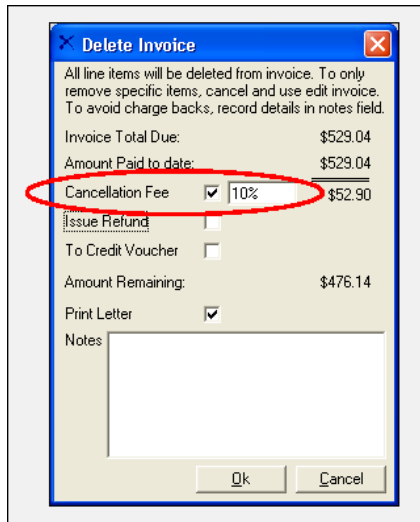 Delete Invoice
All line items will be deleted from invoice. To only
remove specific items, cancel and use edit invoice.
To avoid charge backs, record details in notes field.
Invoice Total Due: $529.04
Amount Paid to date: $529.04
Cancellation Fee 10% $52.90
Issue Refund
To Credit Voucher
Amount Remaining: $476.14
Print Letter
Notes
Ok Cancel